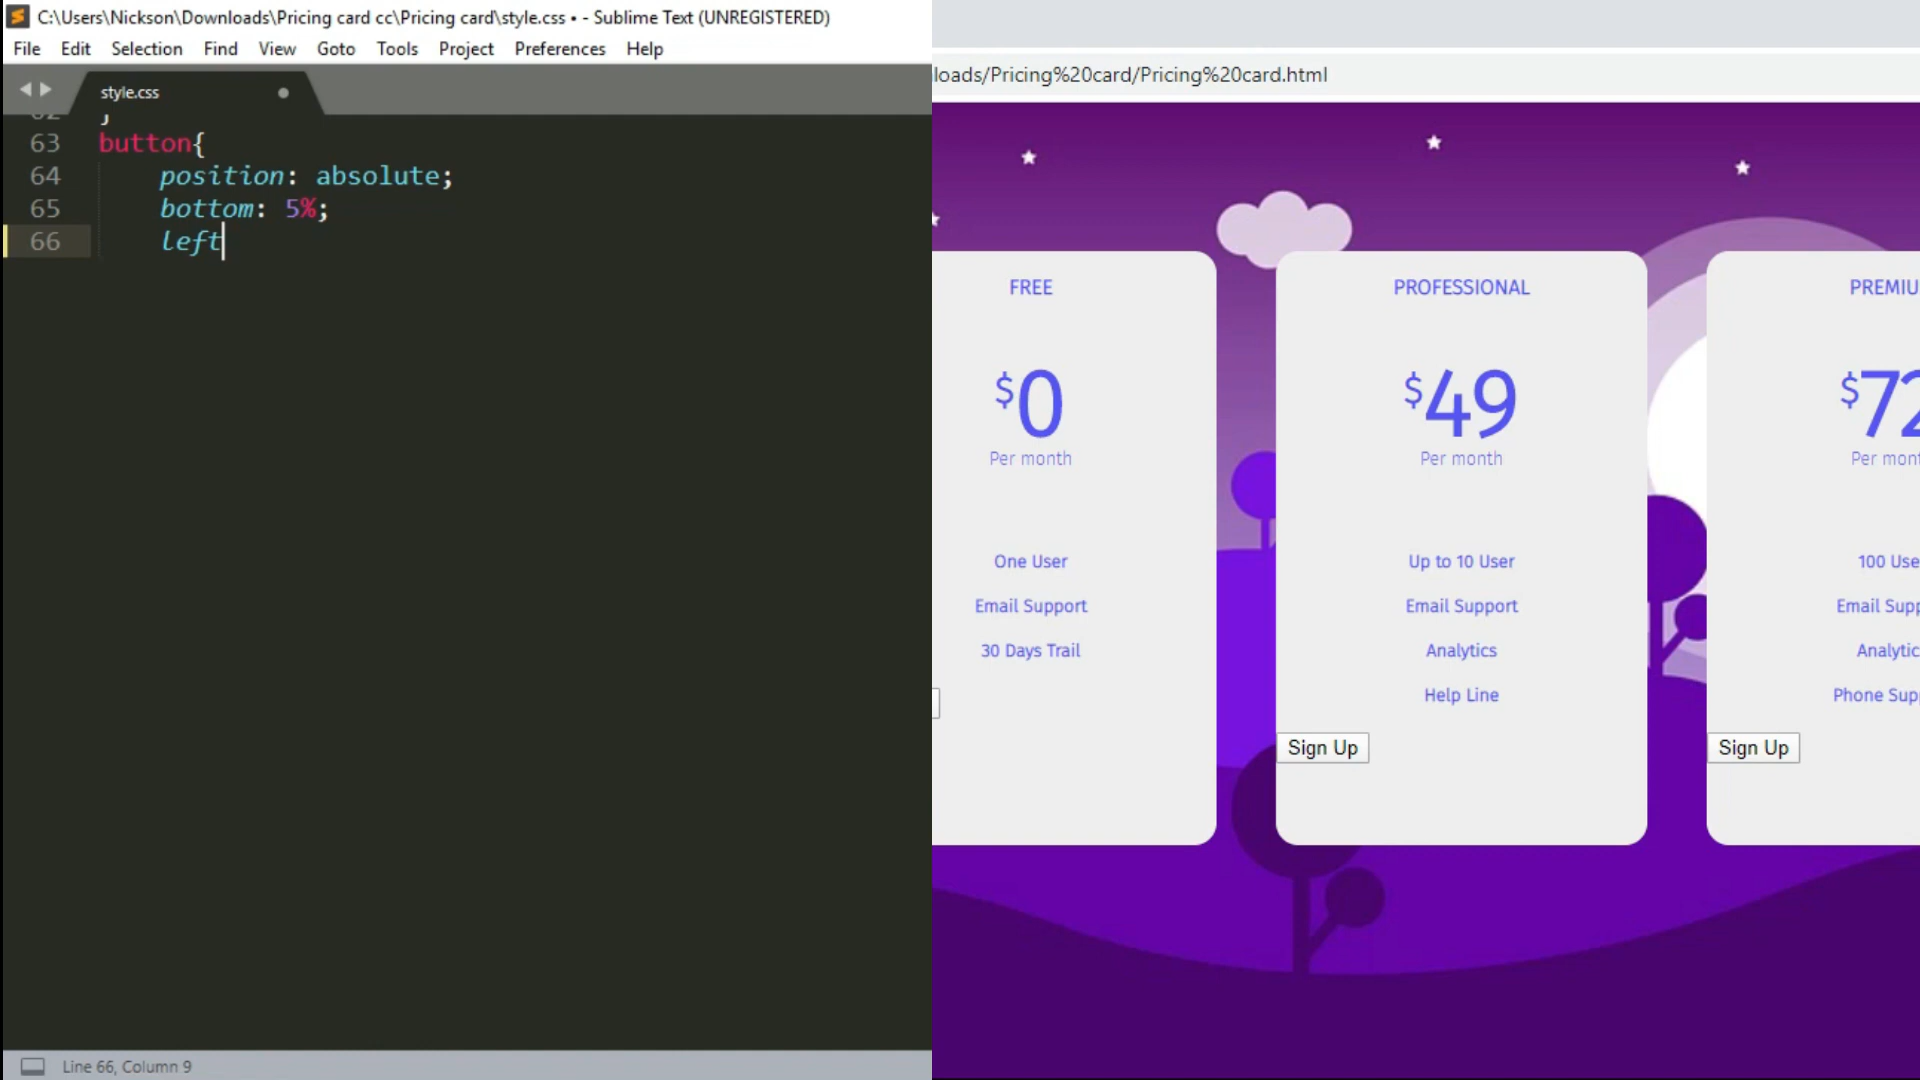 C:\Users\Nickson\Downloads\Pricing card cc\Pricing card\style.css • - Sublime Text (UNREGISTERED)
File Edit Selection Find View Goto Tools Project Preferences Help
style.css
62 }
63 button{
64 position: absolute;
65 bottom: 5%;
66 left
Line 66, Column 9
loads/Pricing%20card/Pricing%20card.html
FREE
$0
Per month
One User
Email Support
30 Days Trail
PROFESSIONAL
$49
Per month
Up to 10 User
Email Support
Analytics
Help Line
Sign Up
PREMIU
$72
Per mont
100 Use
Email Supp
Analytic
Phone Supp
Sign Up